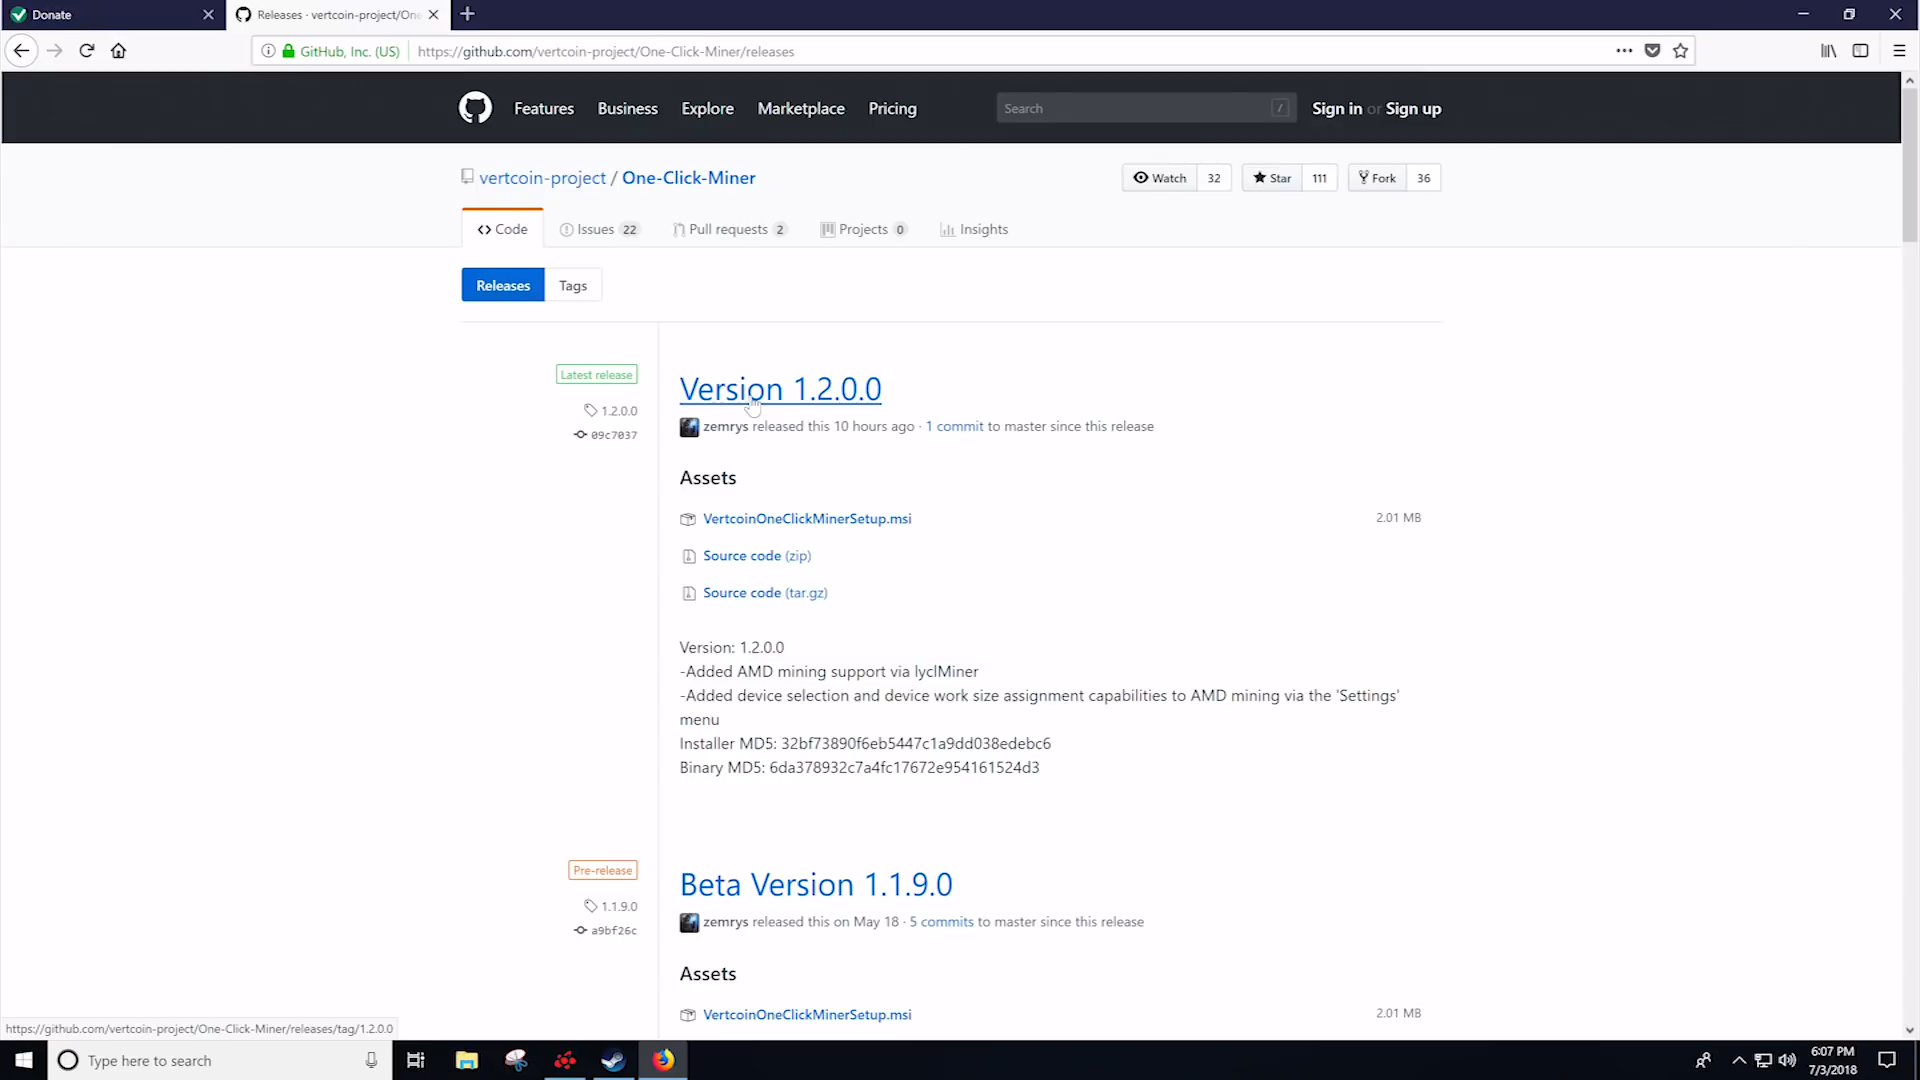 Donate
Releases · vertcoin-project/One
GitHub, Inc. (US)
https://github.com/vertcoin-project/One-Click-Miner/releases
Features
Business
Explore
Marketplace
Pricing
Search
/
Sign in or Sign up
vertcoin-project / One-Click-Miner
Watch 32
Star 111
Fork 36
Code
Issues 22
Pull requests 2
Projects 0
Insights
Releases
Tags
Latest release
1.2.0.0
09c7037
Version 1.2.0.0
zemrys released this 10 hours ago · 1 commit to master since this release
Assets
VertcoinOneClickMinerSetup.msi
2.01 MB
Source code (zip)
Source code (tar.gz)
Version: 1.2.0.0
-Added AMD mining support via lyclMiner
-Added device selection and device work size assignment capabilities to AMD mining via the 'Settings'
menu
Installer MD5: 32bf73890f6eb5447c1a9dd038edebc6
Binary MD5: 6da378932c7a4fc17672e954161524d3
Pre-release
1.1.9.0
a9bf26c
Beta Version 1.1.9.0
zemrys released this on May 18 · 5 commits to master since this release
Assets
VertcoinOneClickMinerSetup.msi
2.01 MB
https://github.com/vertcoin-project/One-Click-Miner/releases/tag/1.2.0.0
Type here to search
6:07 PM
7/3/2018